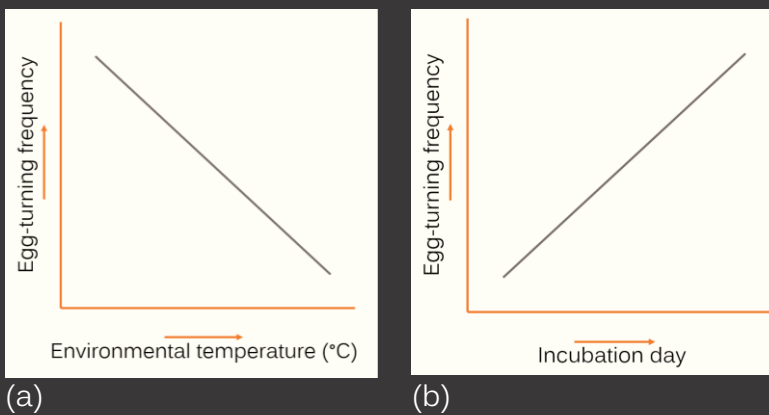 Egg-turning frequency
Environmental temperature (°C)
(a)
Egg-turning frequency
Incubation day
(b)